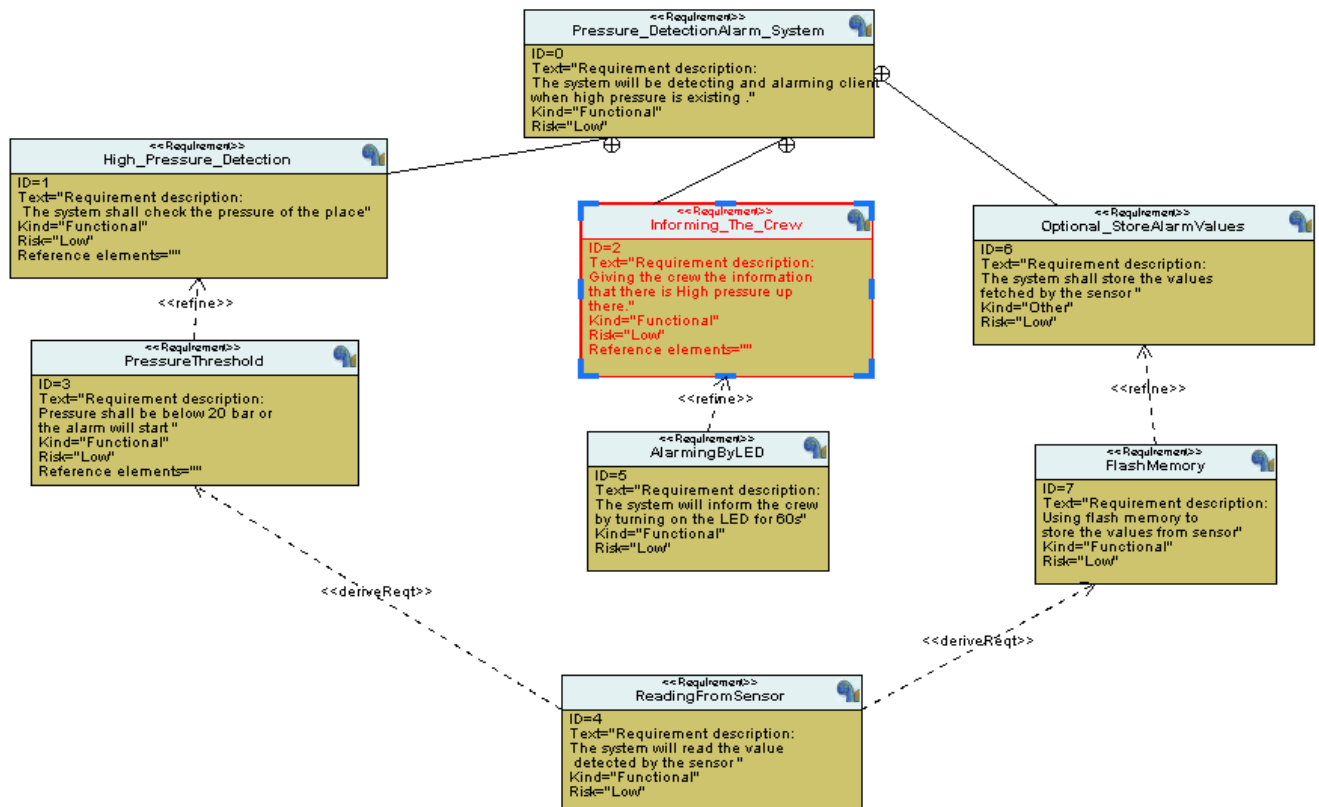 <<Requirement>>
Pressure_DetectionAlarm_System
ID=0
Text="Requirement description:
The system will be detecting and alarming client
when high pressure is existing ."
Kind="Functional"
Risk="Low"
<<Requirement>>
High_Pressure_Detection
ID=1
Text="Requirement description:
The system shall check the pressure of the place"
Kind="Functional"
Risk="Low"
Reference elements=""
<<Requirement>>
Informing_The_Crew
ID=2
Text="Requirement description:
Giving the crew the information
that there is High pressure up
there."
Kind="Functional"
Risk="Low"
Reference elements=""
<<Requirement>>
Optional_StoreAlarmValues
ID=6
Text="Requirement description:
The system shall store the values
fetched by the sensor "
Kind="Other"
Risk="Low"
<<refine>>
<<refine>>
<<refine>>
<<Requirement>>
PressureThreshold
ID=3
Text="Requirement description:
Pressure shall be below 20 bar or
the alarm will start "
Kind="Functional"
Risk="Low"
Reference elements=""
<<Requirement>>
AlarmingByLED
ID=5
Text="Requirement description:
The system will inform the crew
by turning on the LED for 60s"
Kind="Functional"
Risk="Low"
<<Requirement>>
FlashMemory
ID=7
Text="Requirement description:
Using flash memory to
store the values from sensor"
Kind="Functional"
Risk="Low"
<<deriveReqt>>
<<deriveReqt>>
<<Requirement>>
ReadingFromSensor
ID=4
Text="Requirement description:
The system will read the value
detected by the sensor "
Kind="Functional"
Risk="Low"